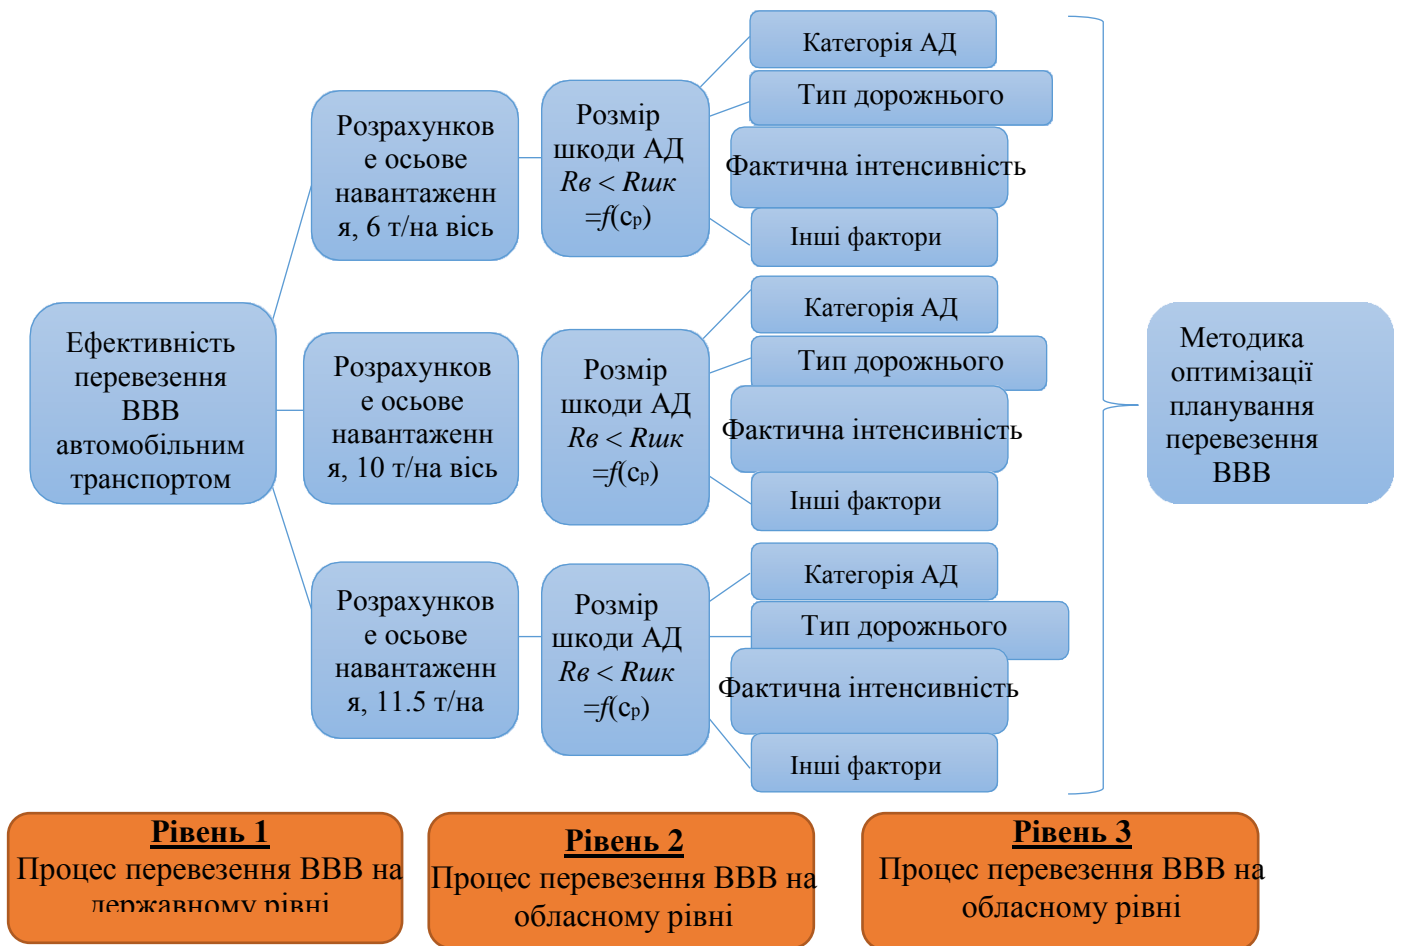 Ефективність
перевезення
ВВВ
автомобільним
транспортом
Розрахунков
е осьове
навантаженн
я, 6 т/на вісь
Розмір
шкоди АД
Rв < Rшк
=f(cр)
Категорія АД
Тип дорожнього
Фактична інтенсивність
Інші фактори
Розрахунков
е осьове
навантаженн
я, 10 т/на вісь
Розмір
шкоди АД
Rв < Rшк
=f(cр)
Категорія АД
Тип дорожнього
Фактична інтенсивність
Інші фактори
Розрахунков
е осьове
навантаженн
я, 11.5 т/на
Розмір
шкоди АД
Rв < Rшк
=f(cр)
Категорія АД
Тип дорожнього
Фактична інтенсивність
Інші фактори
Методика
оптимізації
планування
перевезення
ВВВ
Рівень 1
Процес перевезення ВВВ на
державному рівні
Рівень 2
Процес перевезення ВВВ на
обласному рівні
Рівень 3
Процес перевезення ВВВ на
обласному рівні